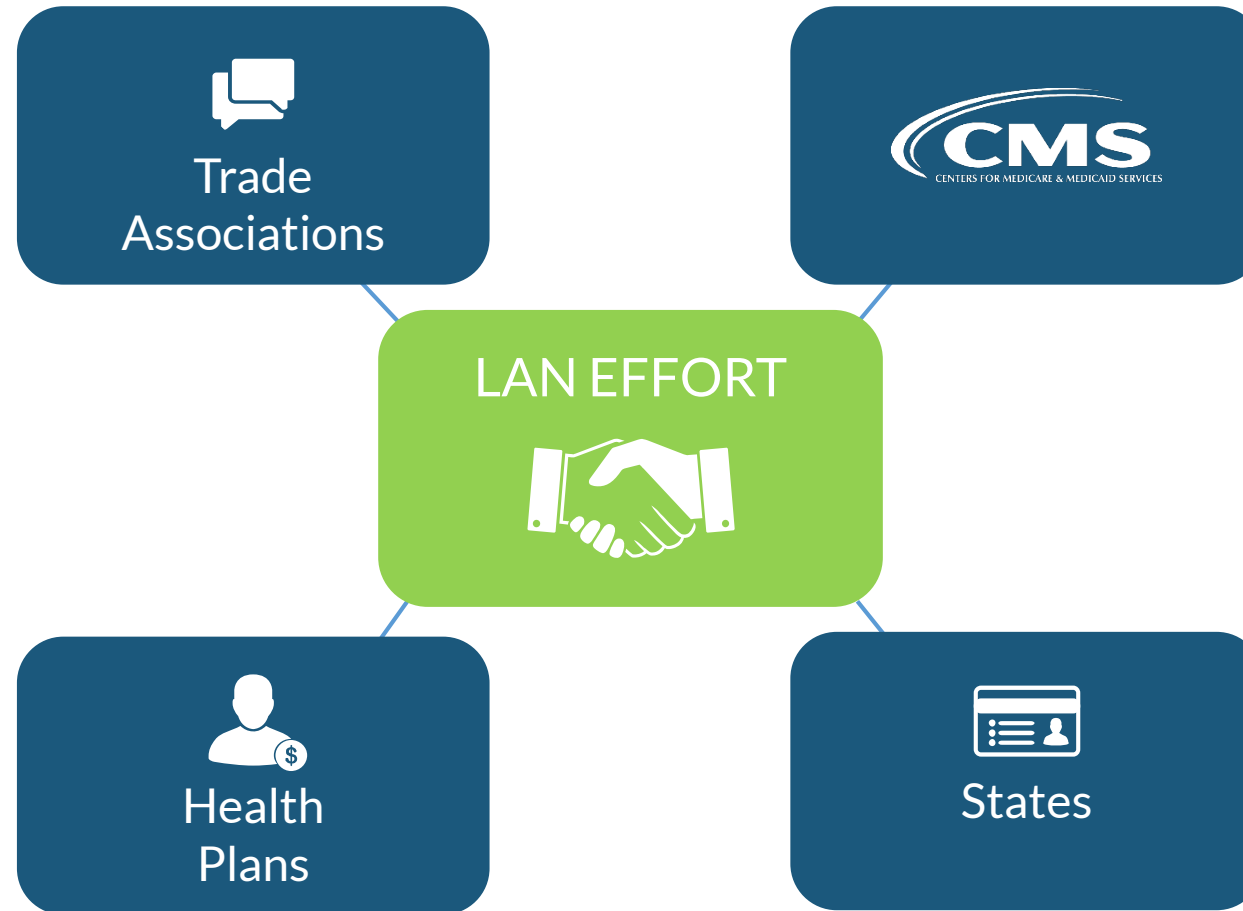 Trade
Associations
CMS
CENTERS FOR MEDICARE & MEDICAID SERVICES
LAN EFFORT
$
Health
Plans
States